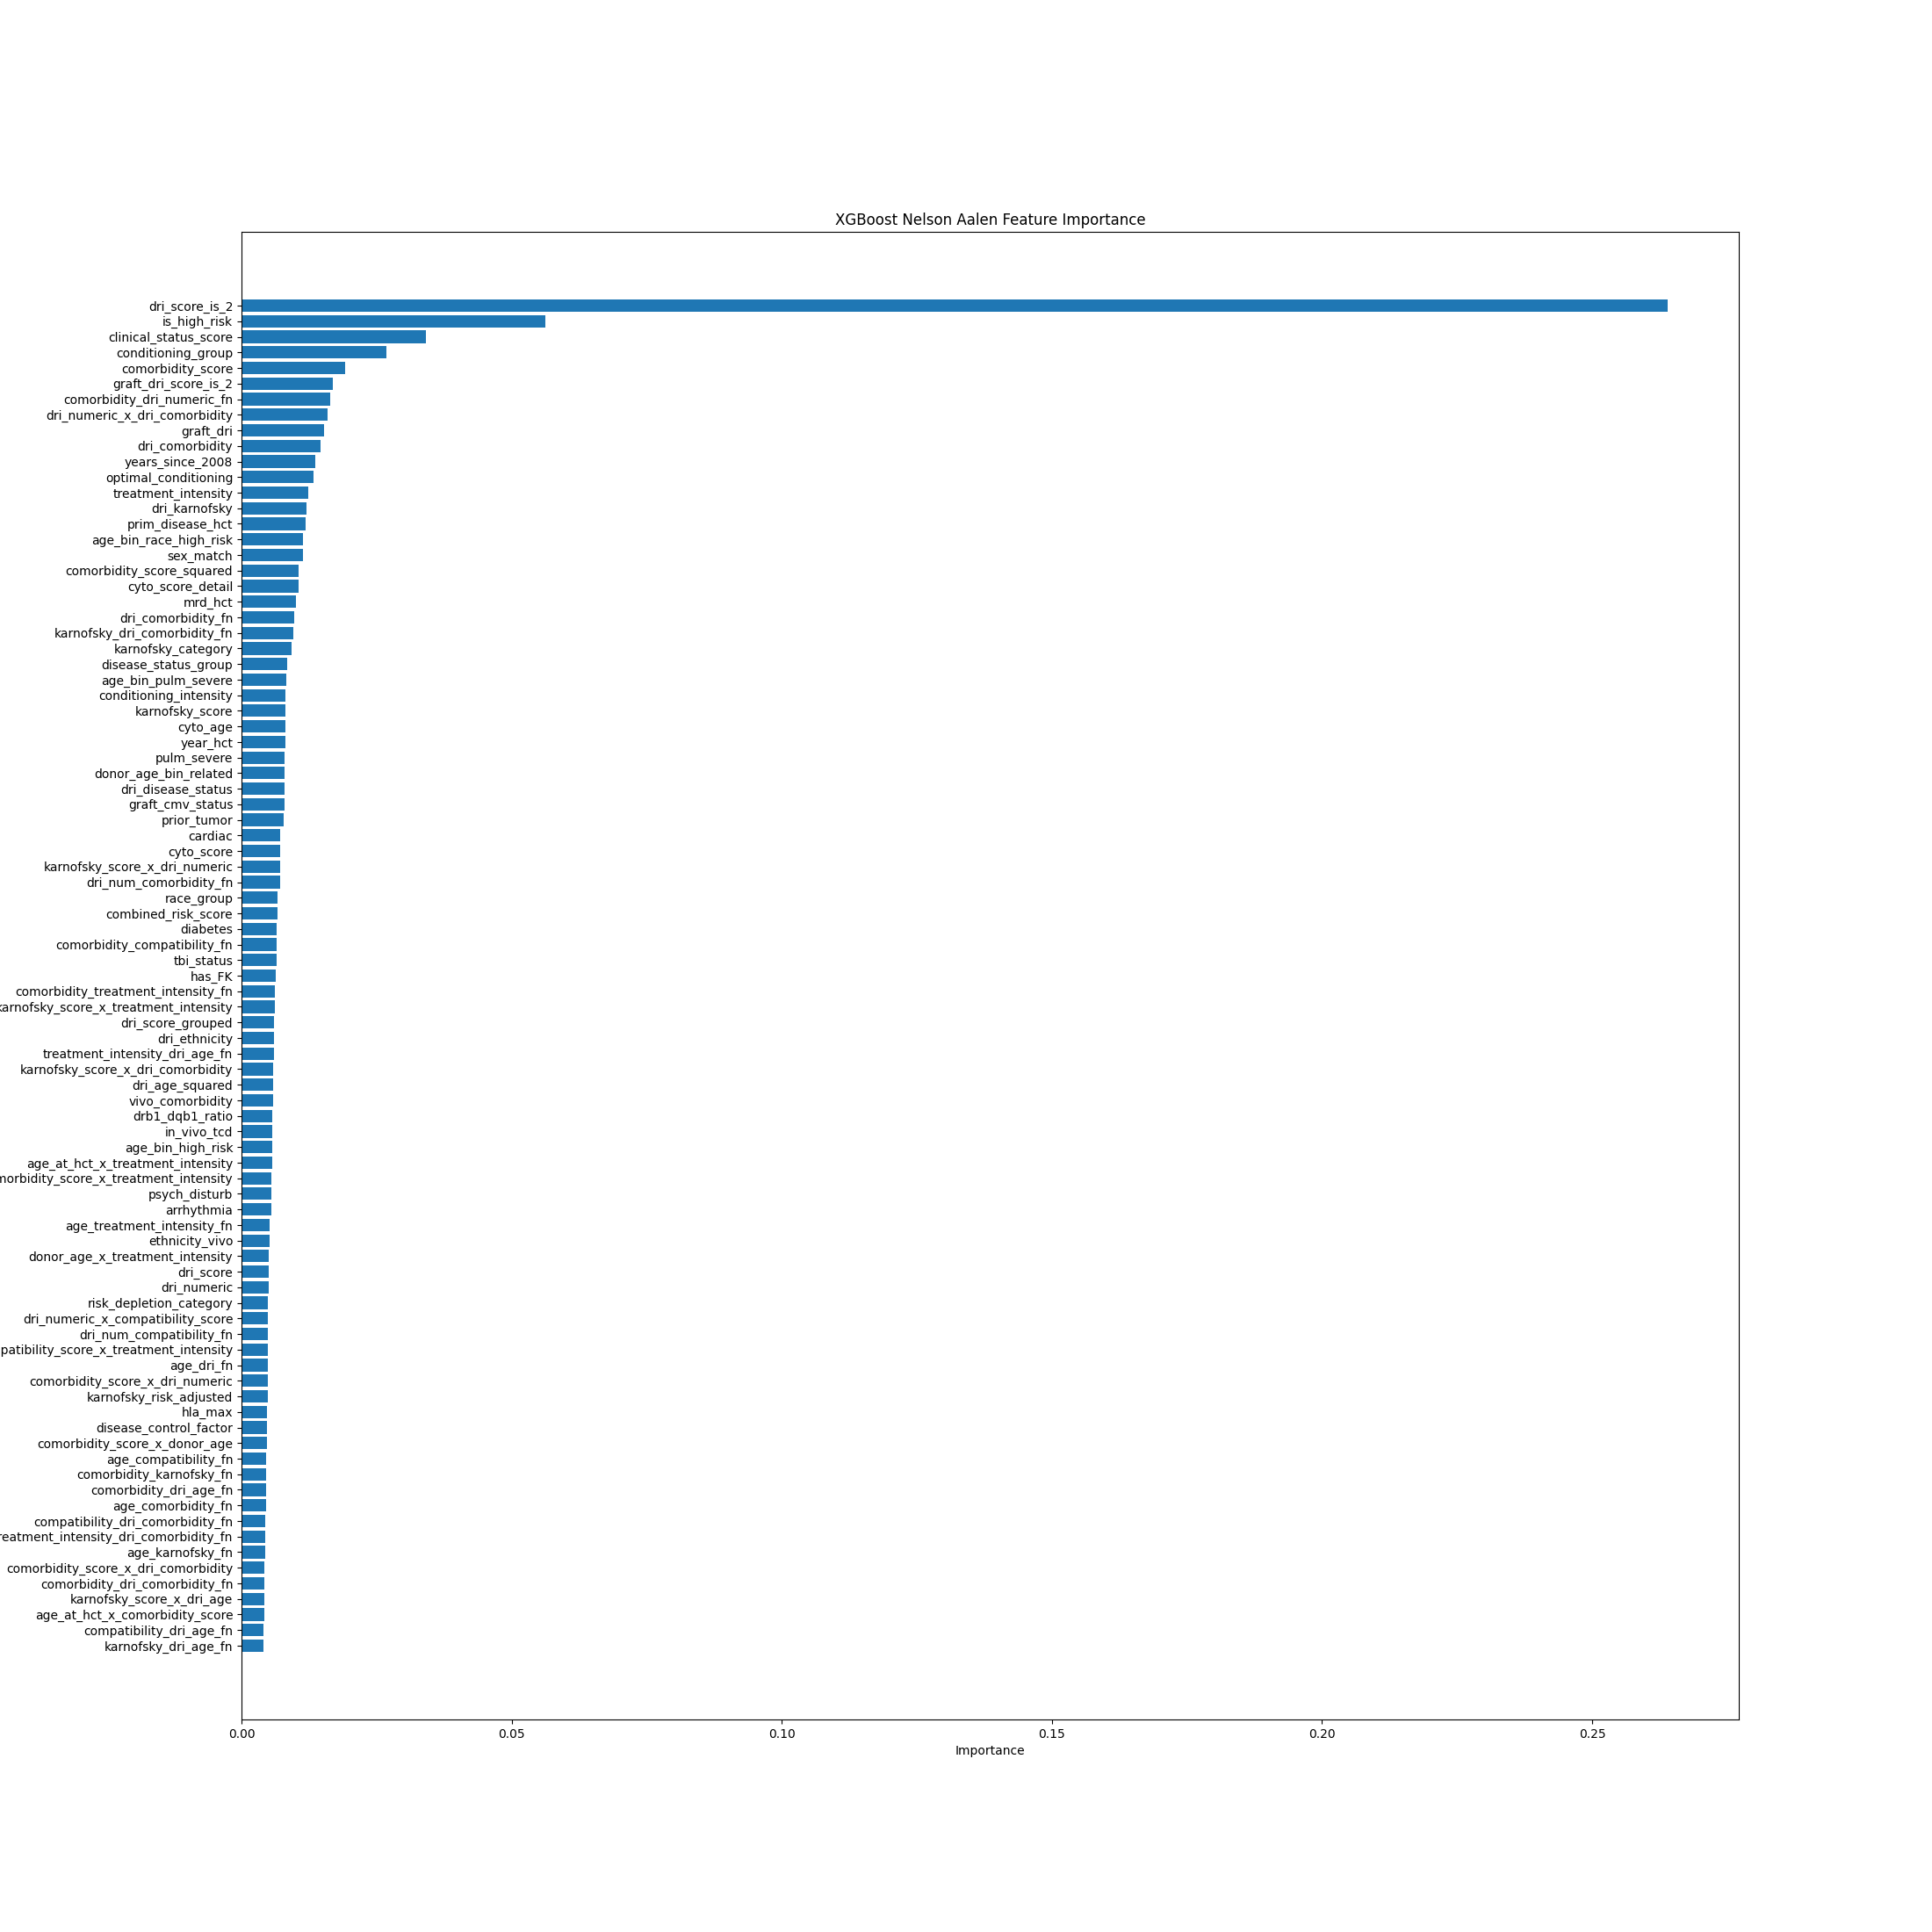 XGBoost Nelson Aalen Feature Importance
dri_score_is_2
is_high_risk
clinical_status_score
conditioning_group
comorbidity_score
graft_dri_score_is_2
comorbidity_dri_numeric_fn
dri_numeric_x_dri_comorbidity
graft_dri
dri_comorbidity
years_since_2008
optimal_conditioning
treatment_intensity
dri_karnofsky
prim_disease_hct
age_bin_race_high_risk
sex_match
comorbidity_score_squared
cyto_score_detail
mrd_hct
dri_comorbidity_fn
karnofsky_dri_comorbidity_fn
karnofsky_category
disease_status_group
age_bin_pulm_severe
conditioning_intensity
karnofsky_score
cyto_age
year_hct
pulm_severe
donor_age_bin_related
dri_disease_status
graft_cmv_status
prior_tumor
cardiac
cyto_score
karnofsky_score_x_dri_numeric
dri_num_comorbidity_fn
race_group
combined_risk_score
diabetes
comorbidity_compatibility_fn
tbi_status
has_FK
comorbidity_treatment_intensity_fn
karnofsky_score_x_treatment_intensity
dri_score_grouped
dri_ethnicity
treatment_intensity_dri_age_fn
karnofsky_score_x_dri_comorbidity
dri_age_squared
vivo_comorbidity
drb1_dqb1_ratio
in_vivo_tcd
age_bin_high_risk
age_at_hct_x_treatment_intensity
morbidity_score_x_treatment_intensity
psych_disturb
arrhythmia
age_treatment_intensity_fn
ethnicity_vivo
donor_age_x_treatment_intensity
dri_score
dri_numeric
risk_depletion_category
dri_numeric_x_compatibility_score
dri_num_compatibility_fn
patibility_score_x_treatment_intensity
age_dri_fn
comorbidity_score_x_dri_numeric
karnofsky_risk_adjusted
hla_max
disease_control_factor
comorbidity_score_x_donor_age
age_compatibility_fn
comorbidity_karnofsky_fn
comorbidity_dri_age_fn
age_comorbidity_fn
compatibility_dri_comorbidity_fn
reatment_intensity_dri_comorbidity_fn
age_karnofsky_fn
comorbidity_score_x_dri_comorbidity
comorbidity_dri_comorbidity_fn
karnofsky_score_x_dri_age
age_at_hct_x_comorbidity_score
compatibility_dri_age_fn
karnofsky_dri_age_fn
0.00 0.05 0.10 0.15 0.20 0.25
Importance